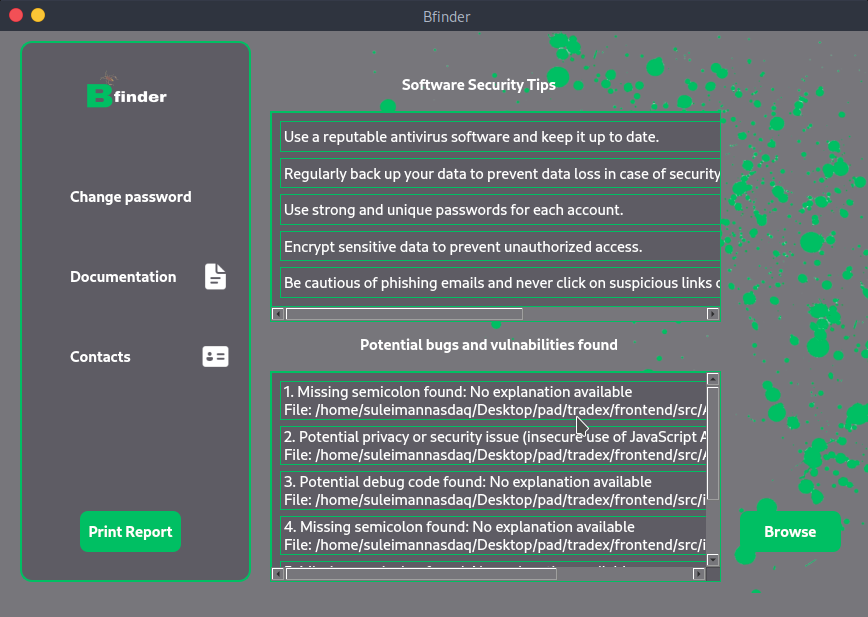 Bfinder
Bfinder
Change password
Documentation
Contacts
Print Report
Software Security Tips
Use a reputable antivirus software and keep it up to date.
Regularly back up your data to prevent data loss in case of security
Use strong and unique passwords for each account.
Encrypt sensitive data to prevent unauthorized access.
Be cautious of phishing emails and never click on suspicious links
Potential bugs and vulnabilities found
1. Missing semicolon found: No explanation available
File: /home/suleimannasdaq/Desktop/pad/tradex/frontend/src/A
2. Potential privacy or security issue (insecure use of JavaScript A
File: /home/suleimannasdaq/Desktop/pad/tradex/frontend/src/A
3. Potential debug code found: No explanation available
File: /home/suleimannasdaq/Desktop/pad/tradex/frontend/src/i
4. Missing semicolon found: No explanation available
File: /home/suleimannasdaq/Desktop/pad/tradex/frontend/src/i
Browse